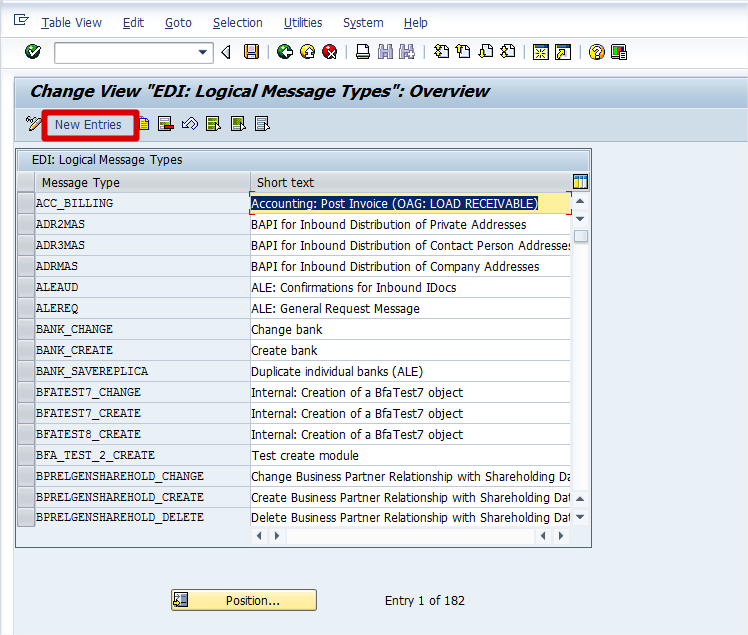 Table View Edit Goto Selection Utilities System Help
Change View "EDI: Logical Message Types": Overview
New Entries
EDI: Logical Message Types
Message Type Short text
ACC_BILLING Accounting: Post Invoice (OAG: LOAD RECEIVABLE)
ADR2MAS BAPI for Inbound Distribution of Private Addresses
ADR3MAS BAPI for Inbound Distribution of Contact Person Addresses
ADRMAS BAPI for Inbound Distribution of Company Addresses
ALEAUD ALE: Confirmations for Inbound IDocs
ALEREQ ALE: General Request Message
BANK_CHANGE Change bank
BANK_CREATE Create bank
BANK_SAVEREPLICA Duplicate individual banks (ALE)
BFATEST7_CHANGE Internal: Creation of a BfaTest7 object
BFATEST7_CREATE Internal: Creation of a BfaTest7 object
BFATEST8_CREATE Internal: Creation of a BfaTest7 object
BFA_TEST_2_CREATE Test create module
BPRELGENSHAREHOLD_CHANGE Change Business Partner Relationship with Shareholding Dat
BPRELGENSHAREHOLD_CREATE Create Business Partner Relationship with Shareholding Dat
BPRELGENSHAREHOLD_DELETE Delete Business Partner Relationship with Shareholding Dat
Position... Entry 1 of 182